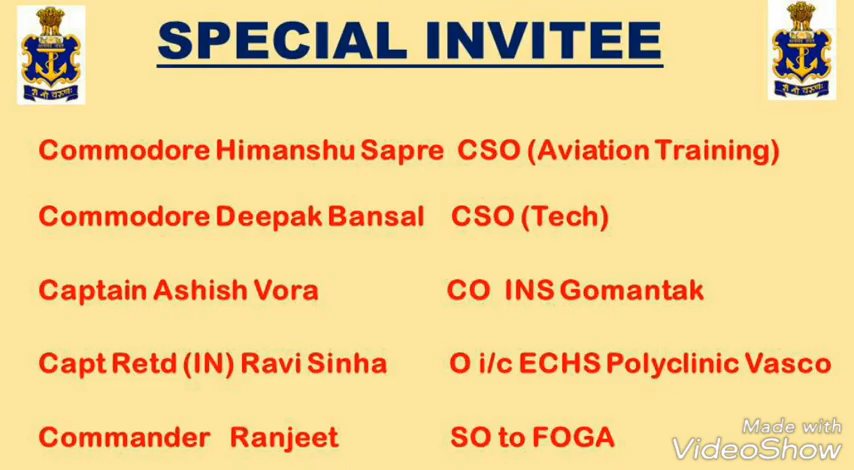 SPECIAL INVITEE
Commodore Himanshu Sapre CSO (Aviation Training)
Commodore Deepak Bansal CSO (Tech)
Captain Ashish Vora CO INS Gomantak
Capt Retd (IN) Ravi Sinha O i/c ECHS Polyclinic Vasco
Commander Ranjeet SO to FOGA
Made with
VideoShow